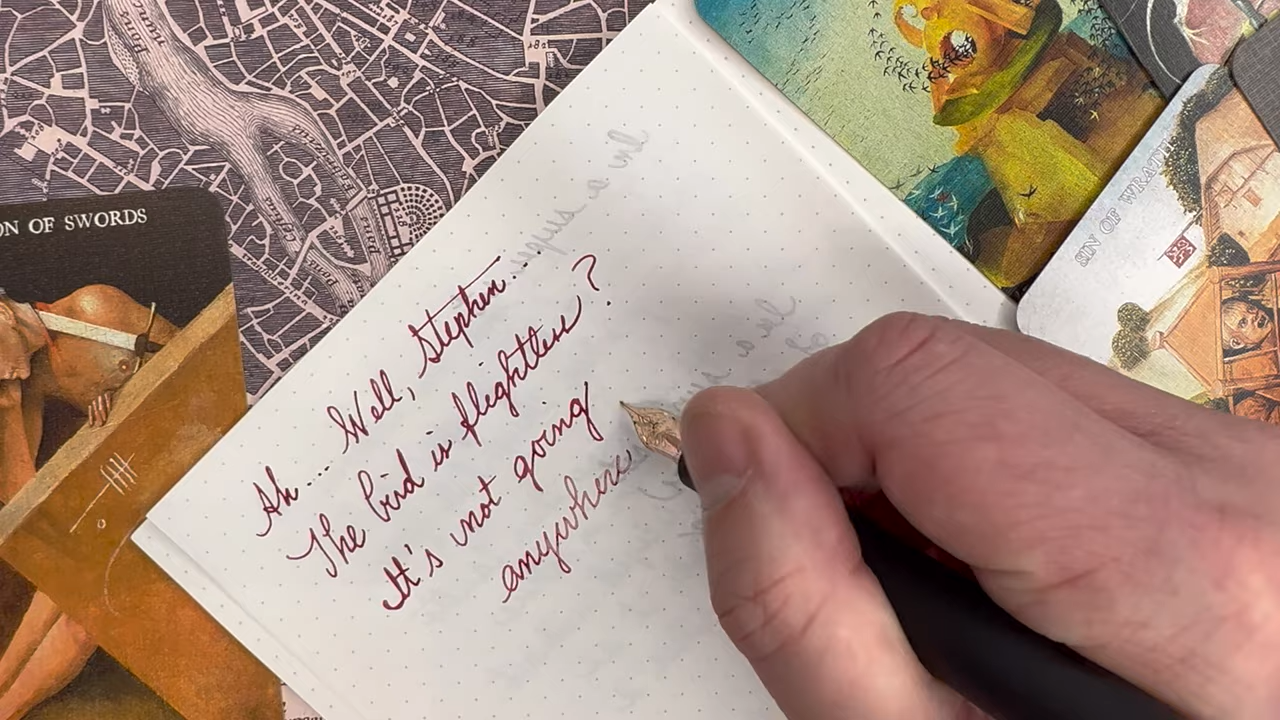 ON OF SWORDS
SIN OF WRATH
Ah... Well, Stephen...
The bird is flightless?
It's not going
anywhere